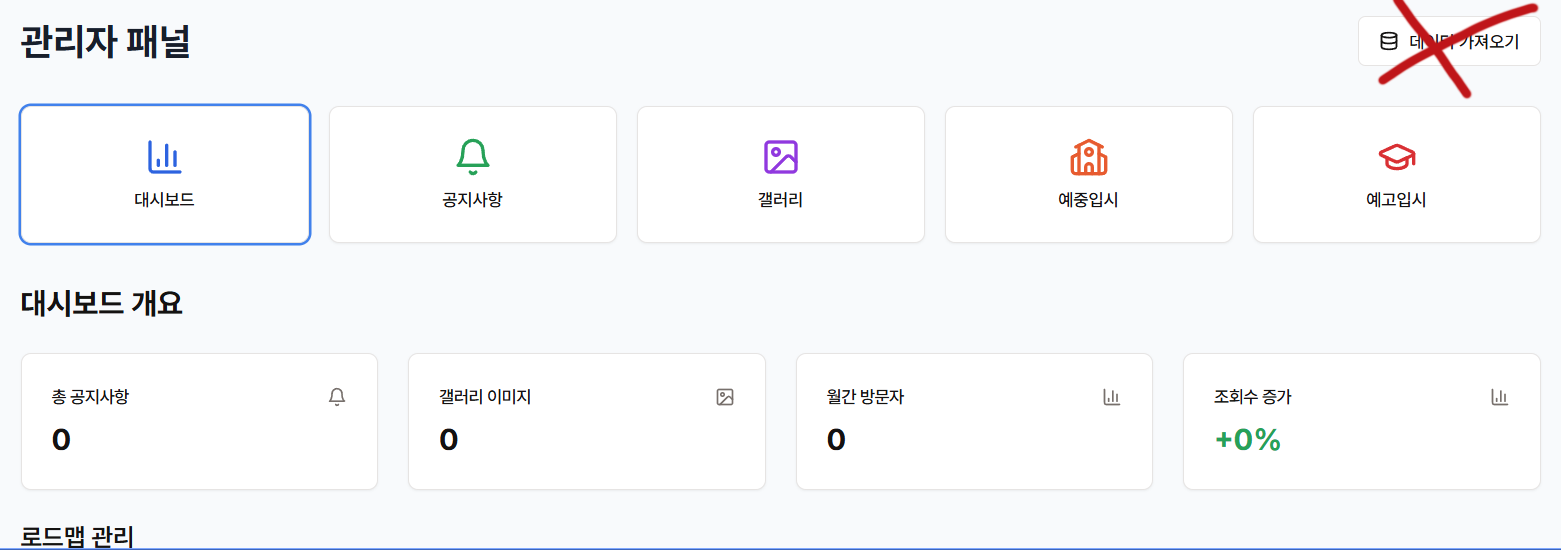 관리자 패널
데이터 가져오기
대시보드
공지사항
갤러리
예중입시
예고입시
대시보드 개요
총 공지사항
갤러리 이미지
월간 방문자
조회수 증가
0
0
0
+0%
로드맵 관리